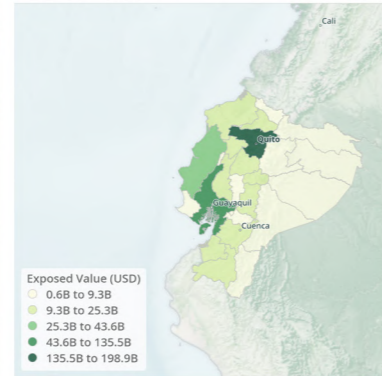 Cali
Quito
Guayaquil
Cuenca
Exposed Value (USD)
0.6B to 9.3B
9.3B to 25.3B
25.3B to 43.6B
43.6B to 135.5B
135.5B to 198.9B